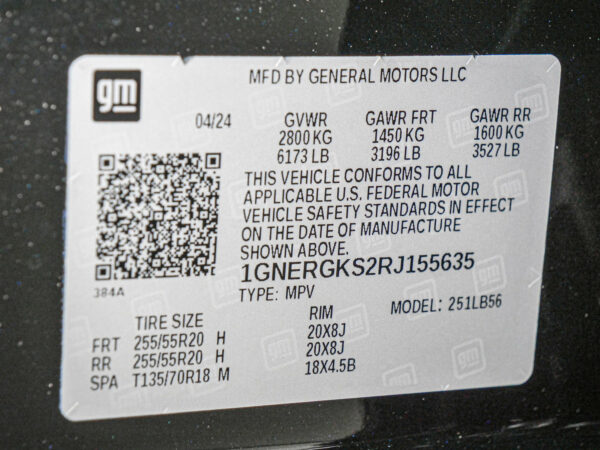 gm
MFD BY GENERAL MOTORS LLC
04/24 GVWR GAWR FRT GAWR RR
2800 KG 1450 KG 1600 KG
6173 LB 3196 LB 3527 LB
THIS VEHICLE CONFORMS TO ALL
APPLICABLE U.S. FEDERAL MOTOR
VEHICLE SAFETY STANDARDS IN EFFECT
ON THE DATE OF MANUFACTURE
SHOWN ABOVE.
1GNERGKS2RJ155635
384A
TYPE: MPV MODEL: 251LB56
TIRE SIZE RIM
FRT 255/55R20 H 20X8J
RR 255/55R20 H 20X8J
SPA T135/70R18 M 18X4.5B